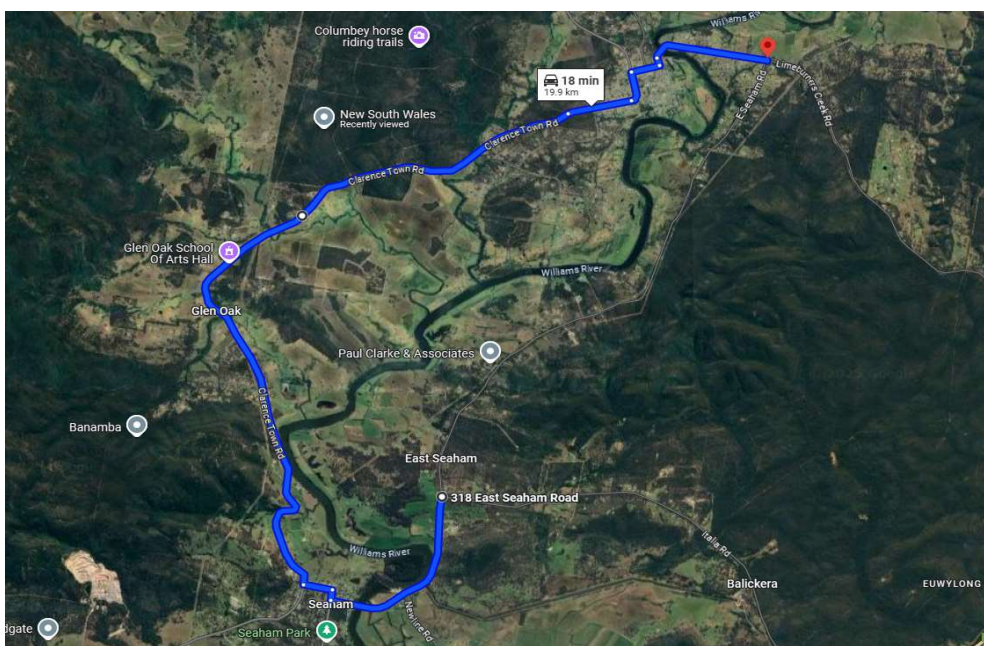 Williams Ri
Columbey horse
riding trails
Limeburners Creek Rd
E Seaham Rd
18 min
19.9 km
New South Wales
Recently viewed
Clarence Town Rd
Clarence Town Rd
Glen Oak School
Of Arts Hall
Williams River
Glen Oak
Paul Clarke & Associates
Clarence Town Rd
Banamba
East Seaham
318 East Seaham Road
Italia Rd
Williams River
Balickera
EUWYLONG
Seaham
Newline Rd
dgate
Seaham Park